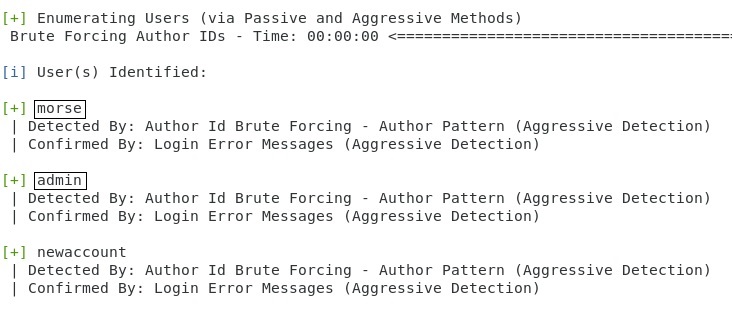 [+] Enumerating Users (via Passive and Aggressive Methods)
 Brute Forcing Author IDs - Time: 00:00:00 <=====================================
[i] User(s) Identified:
[+] morse
 | Detected By: Author Id Brute Forcing - Author Pattern (Aggressive Detection)
 | Confirmed By: Login Error Messages (Aggressive Detection)
[+] admin
 | Detected By: Author Id Brute Forcing - Author Pattern (Aggressive Detection)
 | Confirmed By: Login Error Messages (Aggressive Detection)
[+] newaccount
 | Detected By: Author Id Brute Forcing - Author Pattern (Aggressive Detection)
 | Confirmed By: Login Error Messages (Aggressive Detection)